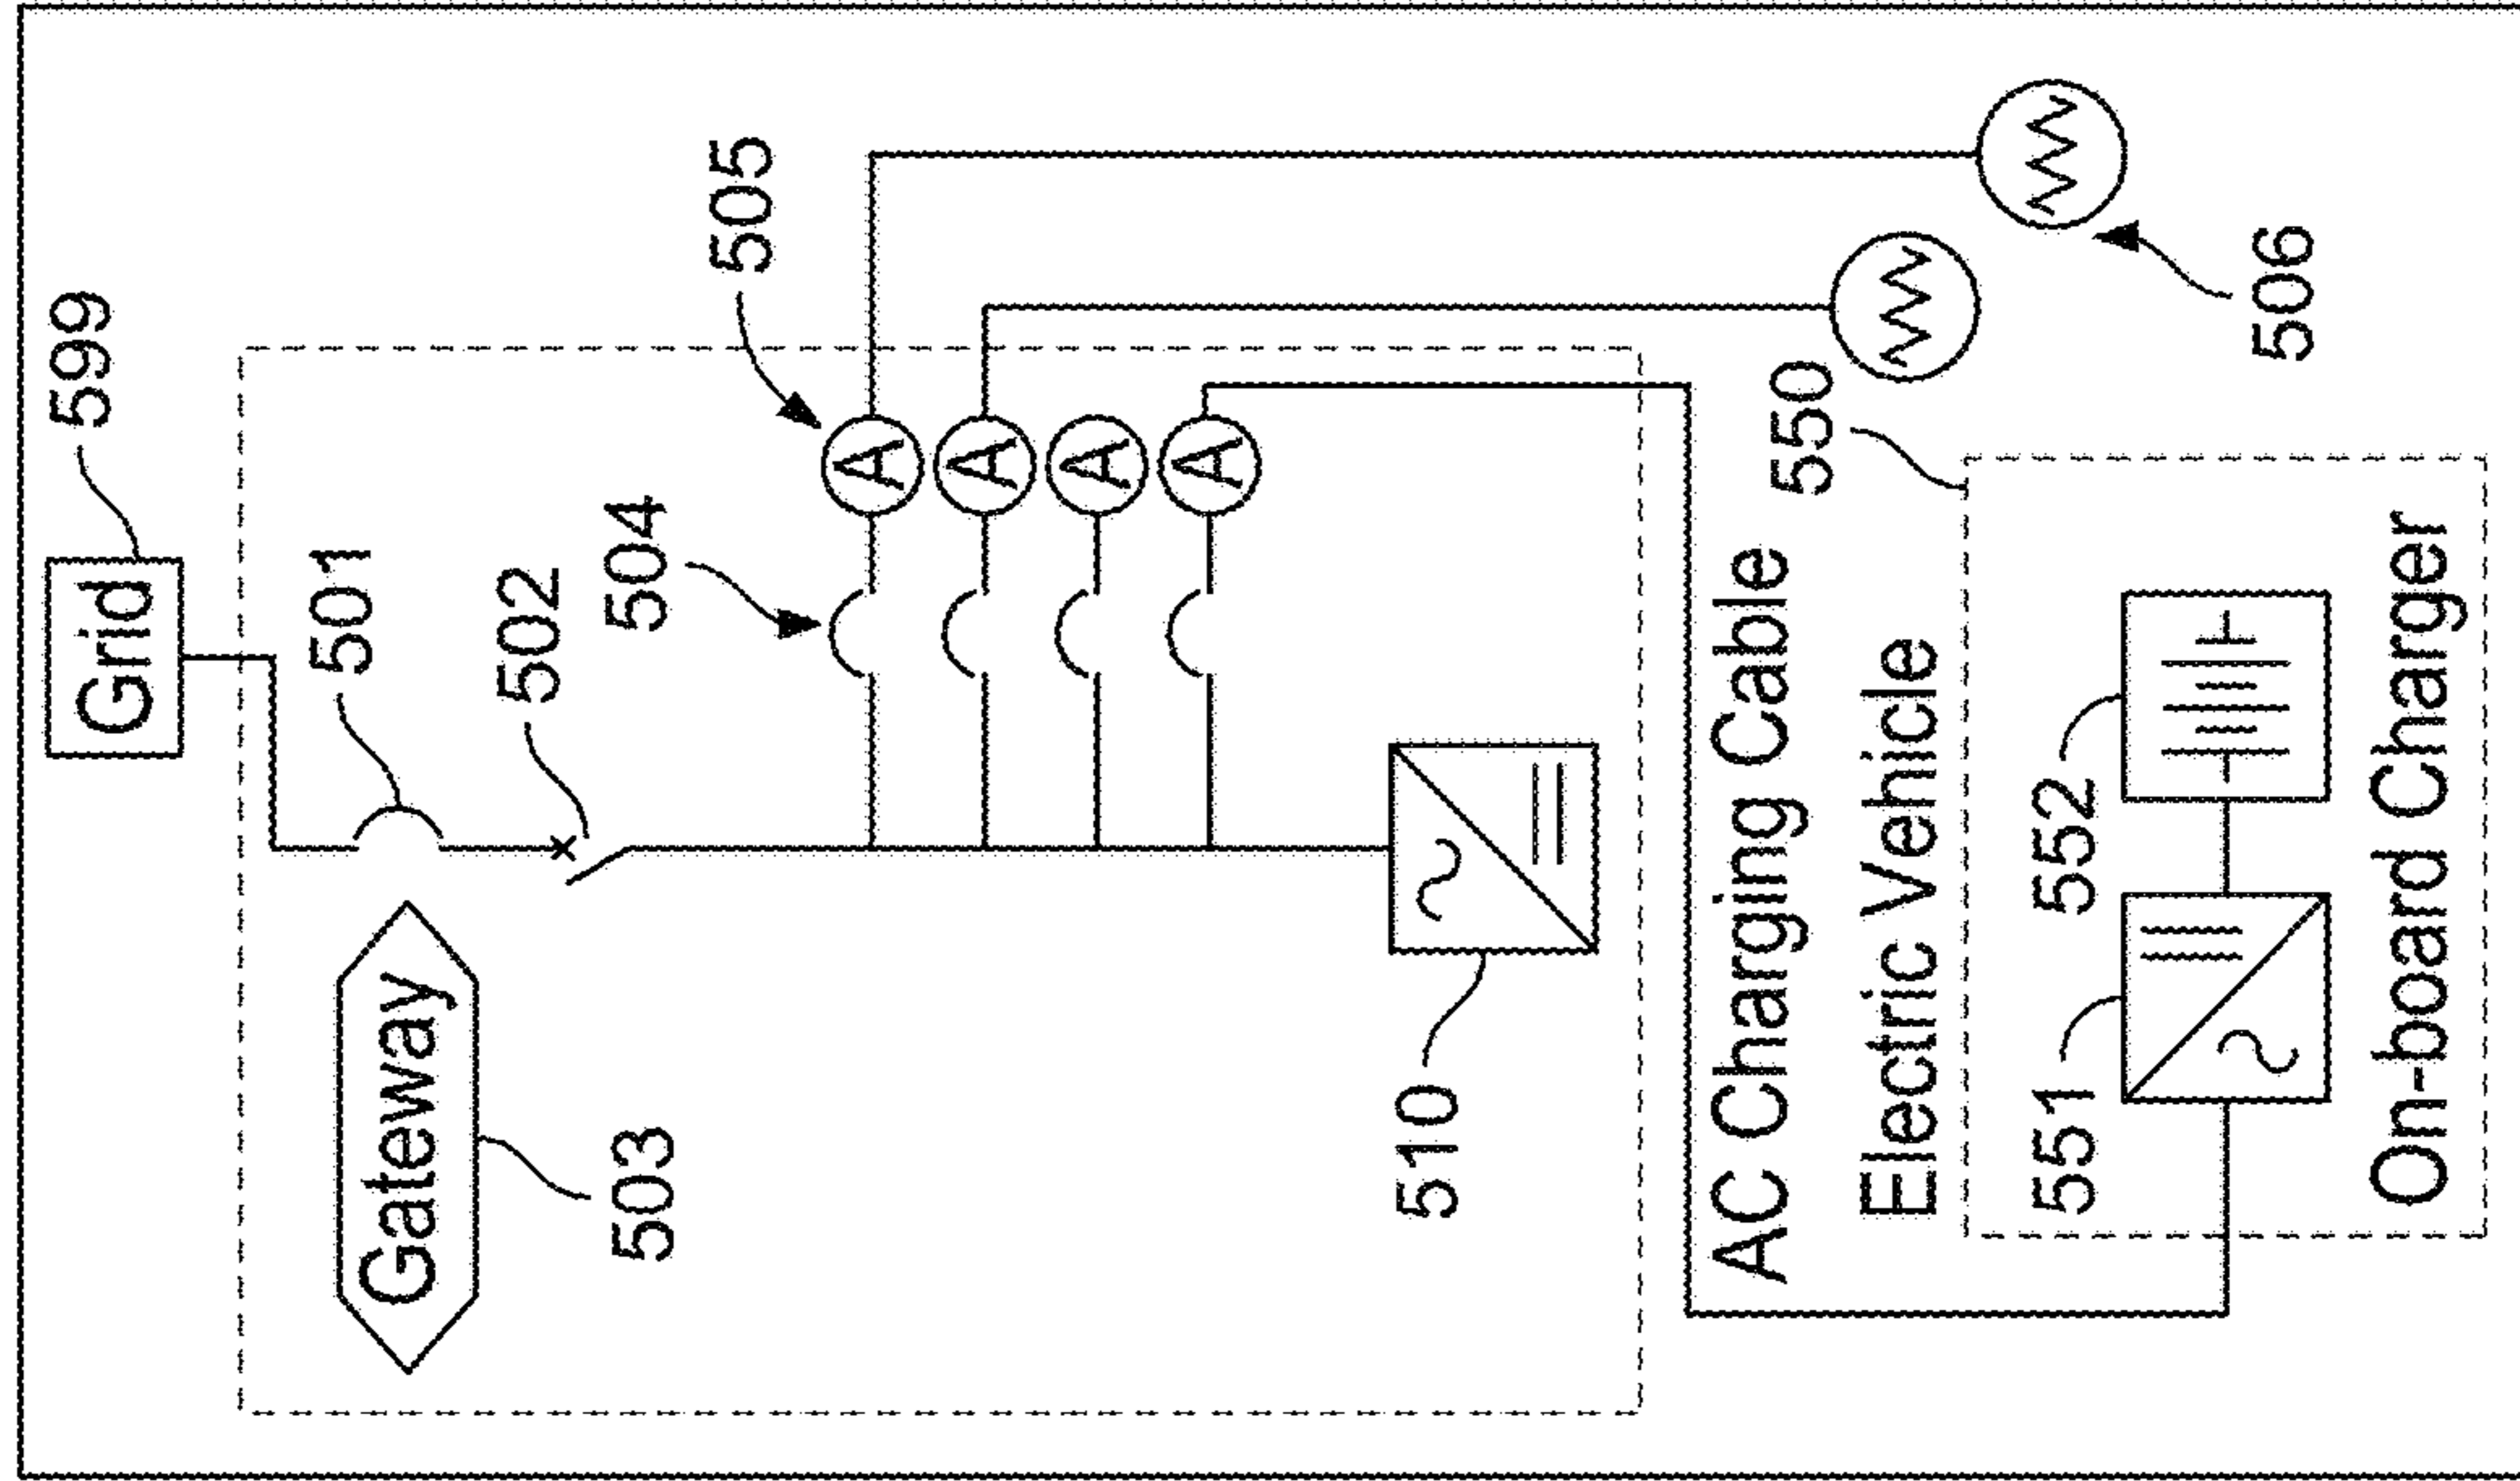 Grid
599
501
502
Gateway
503
504
505
A
A
A
A
510
506
AC Charging Cable
Electric Vehicle
550
551
552
On-board Charger